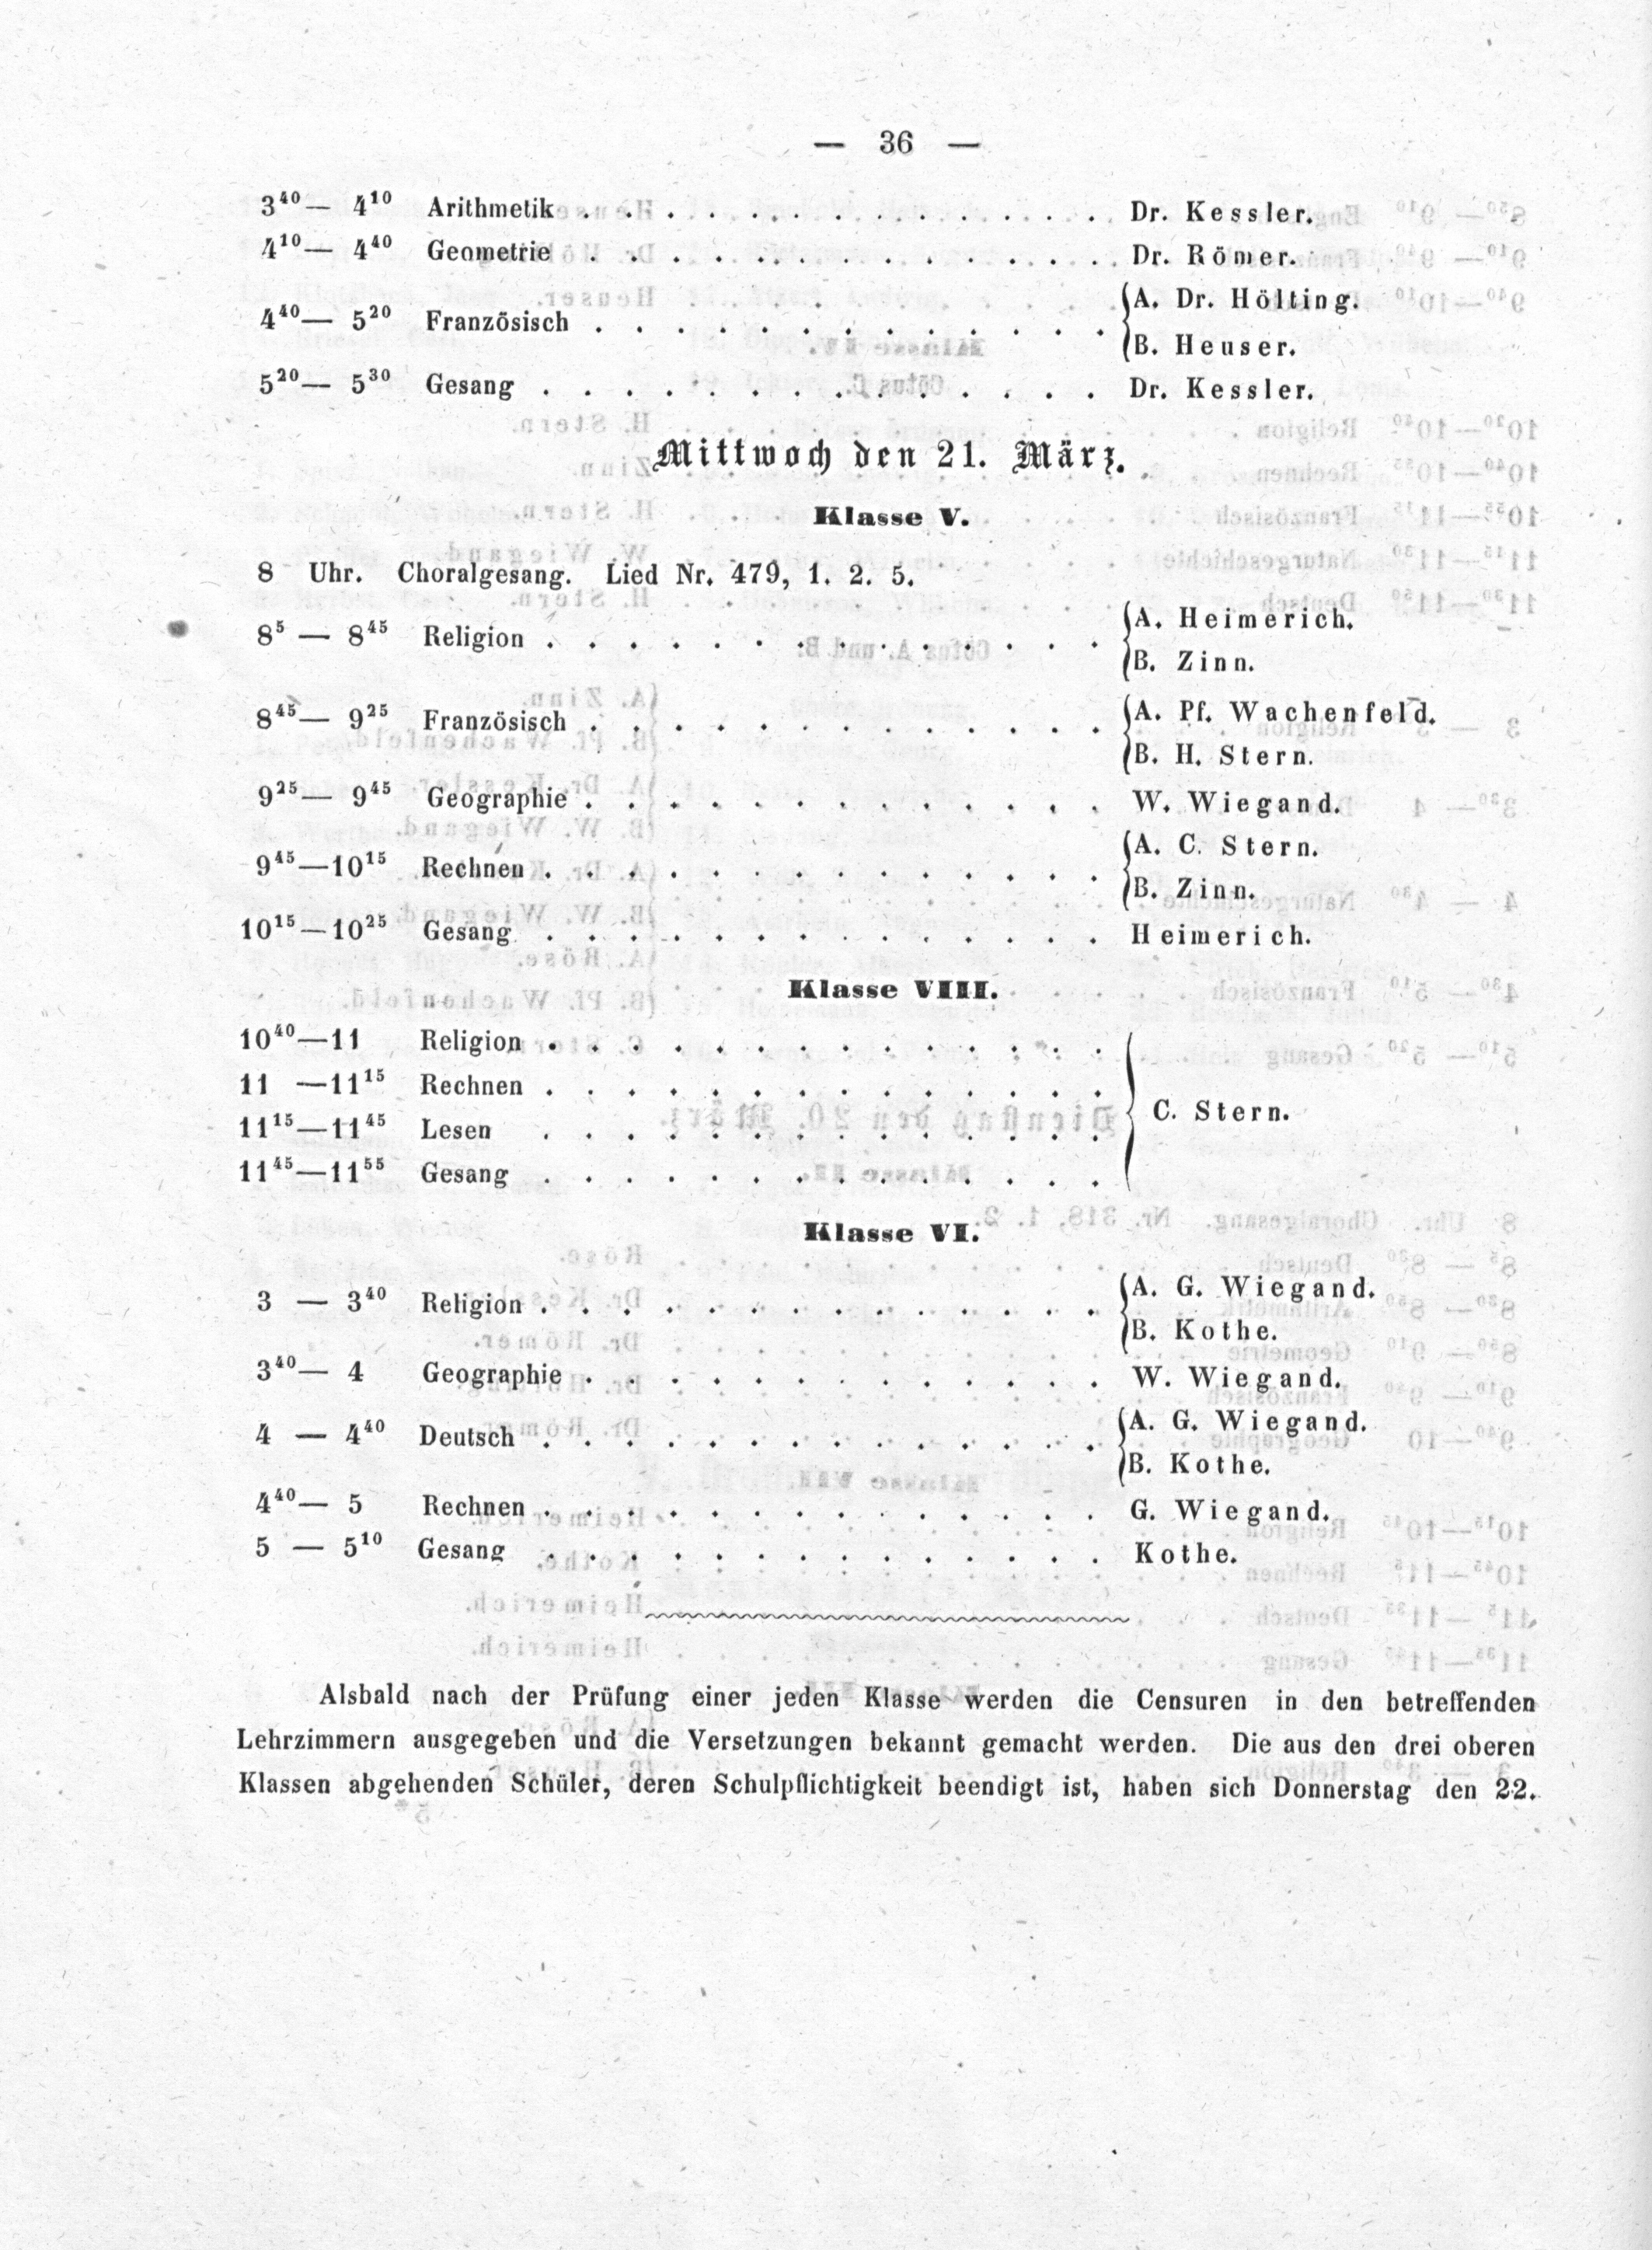 — 36 —
3⁴⁰— 4¹⁰ Arithmetik . . . . . . . . . . . . . Dr. Kessler.
4¹⁰— 4⁴⁰ Geometrie . . . . . . . . . . . . . Dr. Römer.
4⁴⁰— 5²⁰ Französisch . . . . . . . . . . . . . {A. Dr. Hölting.
{B. Heuser.
5²⁰— 5³⁰ Gesang . . . . . . . . . . . . . . Dr. Kessler.
Mittwoch den 21. März.
Klasse V.
8 Uhr. Choralgesang. Lied Nr. 479, 1. 2. 5.
8⁵ — 8⁴⁵ Religion . . . . . . . . . . . . . . {A. Heimerich.
{B. Zinn.
8⁴⁵— 9²⁵ Französisch . . . . . . . . . . . . . {A. Pf. Wachenfeld.
{B. H. Stern.
9²⁵— 9⁴⁵ Geographie . . . . . . . . . . . . . W. Wiegand.
9⁴⁵—10¹⁵ Rechnen . . . . . . . . . . . . . . {A. C. Stern.
{B. Zinn.
10¹⁵—10²⁵ Gesang . . . . . . . . . . . . . . Heimerich.
Klasse VIII.
10⁴⁰—11 Religion . . . . . . . . . . . . . .
11 —11¹⁵ Rechnen . . . . . . . . . . . . . .
C. Stern.
11¹⁵—11⁴⁵ Lesen . . . . . . . . . . . . . .
11⁴⁵—11⁵⁵ Gesang . . . . . . . . . . . . . .
Klasse VI.
3 — 3⁴⁰ Religion . . . . . . . . . . . . . . {A. G. Wiegand.
{B. Kothe.
3⁴⁰— 4 Geographie . . . . . . . . . . . . . W. Wiegand.
4 — 4⁴⁰ Deutsch . . . . . . . . . . . . . . {A. G. Wiegand.
{B. Kothe.
4⁴⁰— 5 Rechnen . . . . . . . . . . . . . . G. Wiegand.
5 — 5¹⁰ Gesang . . . . . . . . . . . . . . Kothe.
Alsbald nach der Prüfung einer jeden Klasse werden die Censuren in den betreffenden
Lehrzimmern ausgegeben und die Versetzungen bekannt gemacht werden. Die aus den drei oberen
Klassen abgehenden Schüler, deren Schulpflichtigkeit beendigt ist, haben sich Donnerstag den 22.